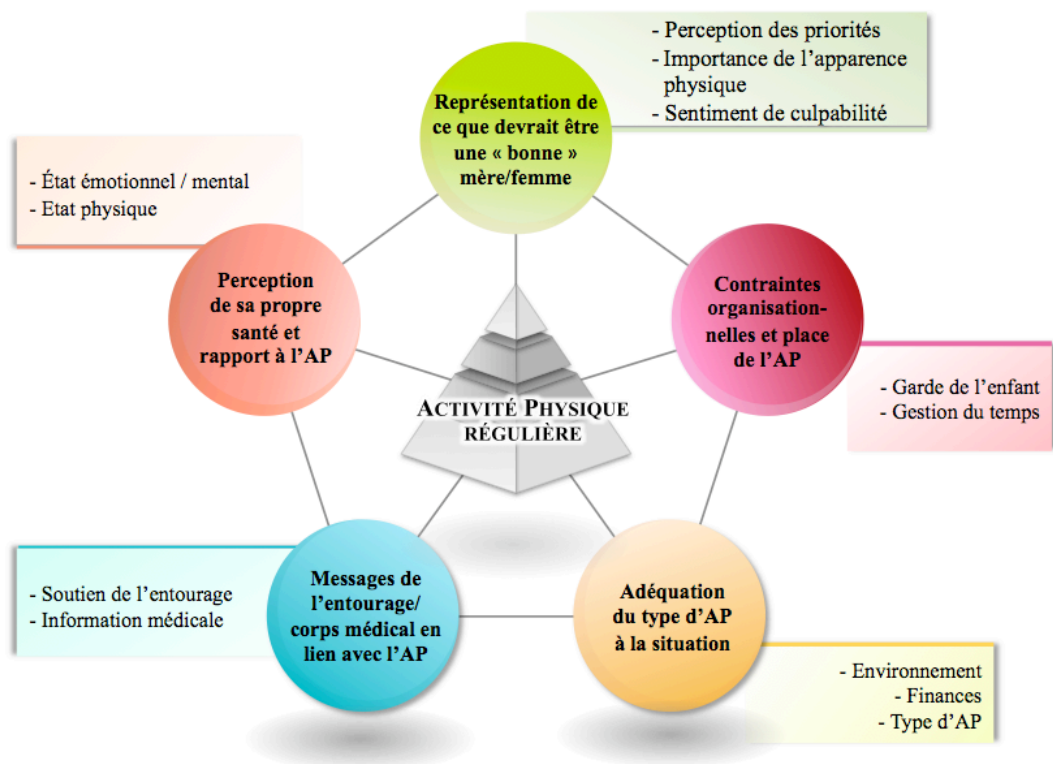 - Perception des priorités
- Importance de l'apparence
physique
- Sentiment de culpabilité
Représentation de
ce que devrait être
une « bonne »
mère/femme
- État émotionnel / mental
- Etat physique
Perception
de sa propre
santé et
rapport à l'AP
Contraintes
organisation-
nelles et place
de l'AP
- Garde de l'enfant
- Gestion du temps
ACTIVITÉ PHYSIQUE
RÉGULIÈRE
- Soutien de l'entourage
- Information médicale
Messages de
l'entourage/
corps médical en
lien avec l'AP
Adéquation
du type d'AP
à la situation
- Environnement
- Finances
- Type d'AP